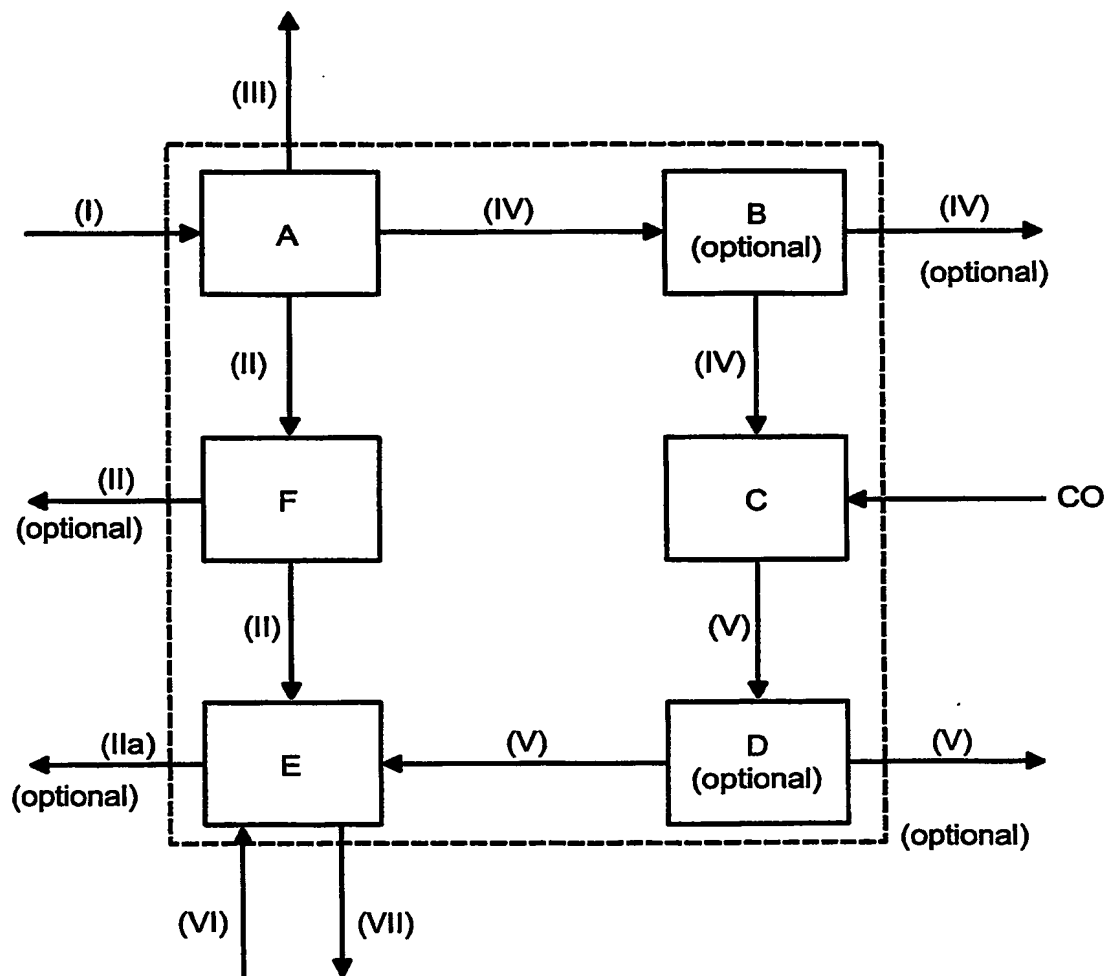 (III)
(I)
A
(IV)
B
(optional)
(IV)
(optional)
(II)
(IV)
(II)
(optional)
F
C
CO
(II)
(V)
(IIa)
(optional)
E
(V)
D
(optional)
(V)
(optional)
(VI)
(VII)